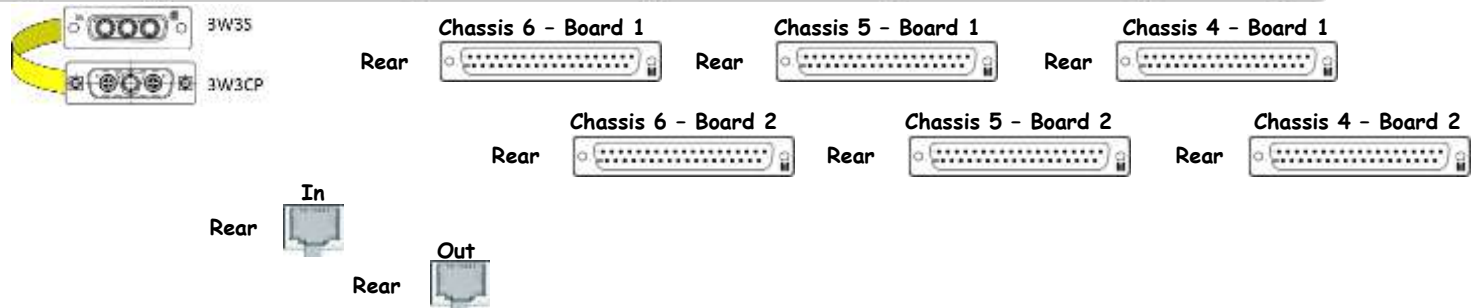 3W3S
3W3CP
Chassis 6 - Board 1
Chassis 5 - Board 1
Chassis 4 - Board 1
Rear
Rear
Rear
Chassis 6 - Board 2
Chassis 5 - Board 2
Chassis 4 - Board 2
Rear
Rear
Rear
In
Rear
Out
Rear